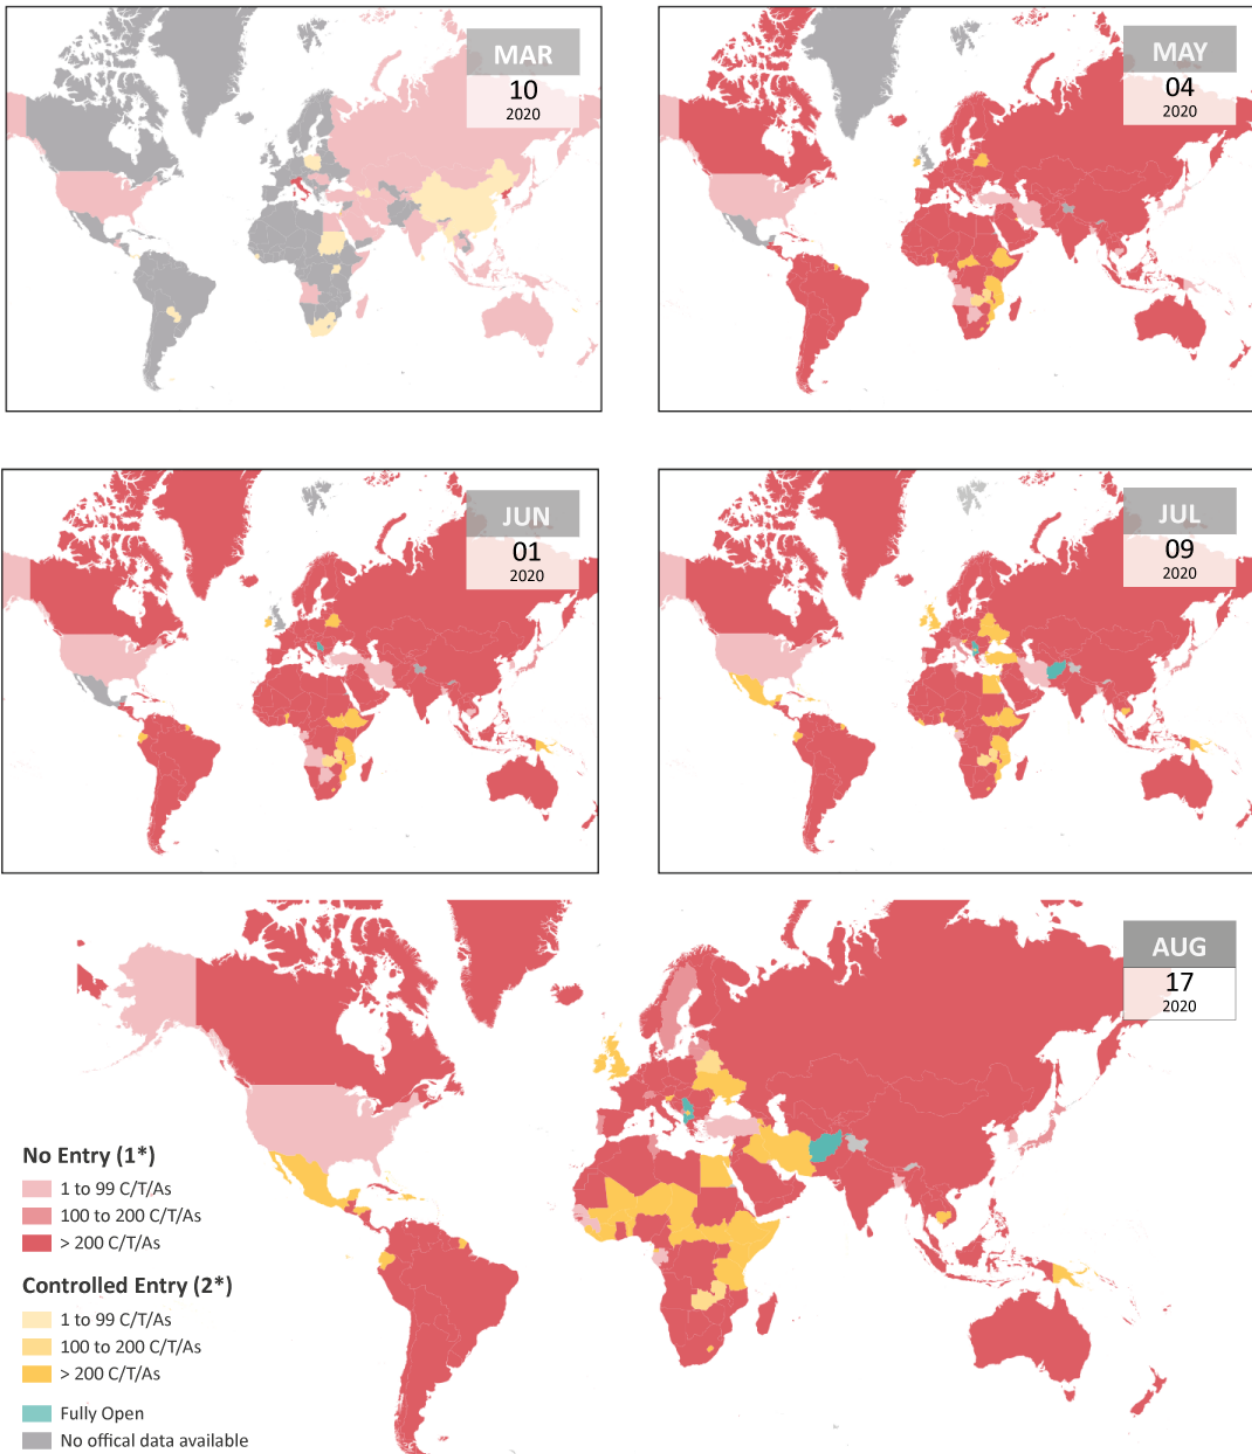 MAR
10
2020
MAY
04
2020
JUN
01
2020
JUL
09
2020
AUG
17
2020
No Entry (1*)
1 to 99 C/T/As
100 to 200 C/T/As
> 200 C/T/As
Controlled Entry (2*)
1 to 99 C/T/As
100 to 200 C/T/As
> 200 C/T/As
Fully Open
No offical data available